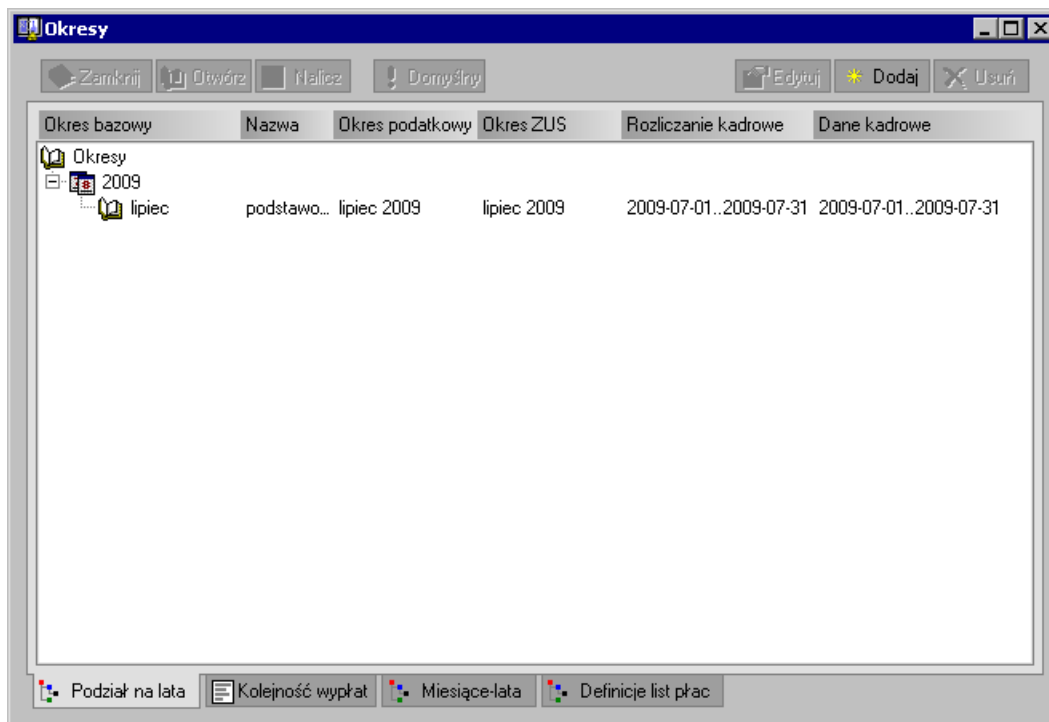 Okresy
Zamknij Otwórz Nalicz Domyślny Edytuj Dodaj Usuń
Okres bazowy Nazwa Okres podatkowy Okres ZUS Rozliczanie kadrowe Dane kadrowe
Okresy
2009
lipiec podstawo... lipiec 2009 lipiec 2009 2009-07-01..2009-07-31 2009-07-01..2009-07-31
Podział na lata Kolejność wypłat Miesiące-lata Definicje list płac